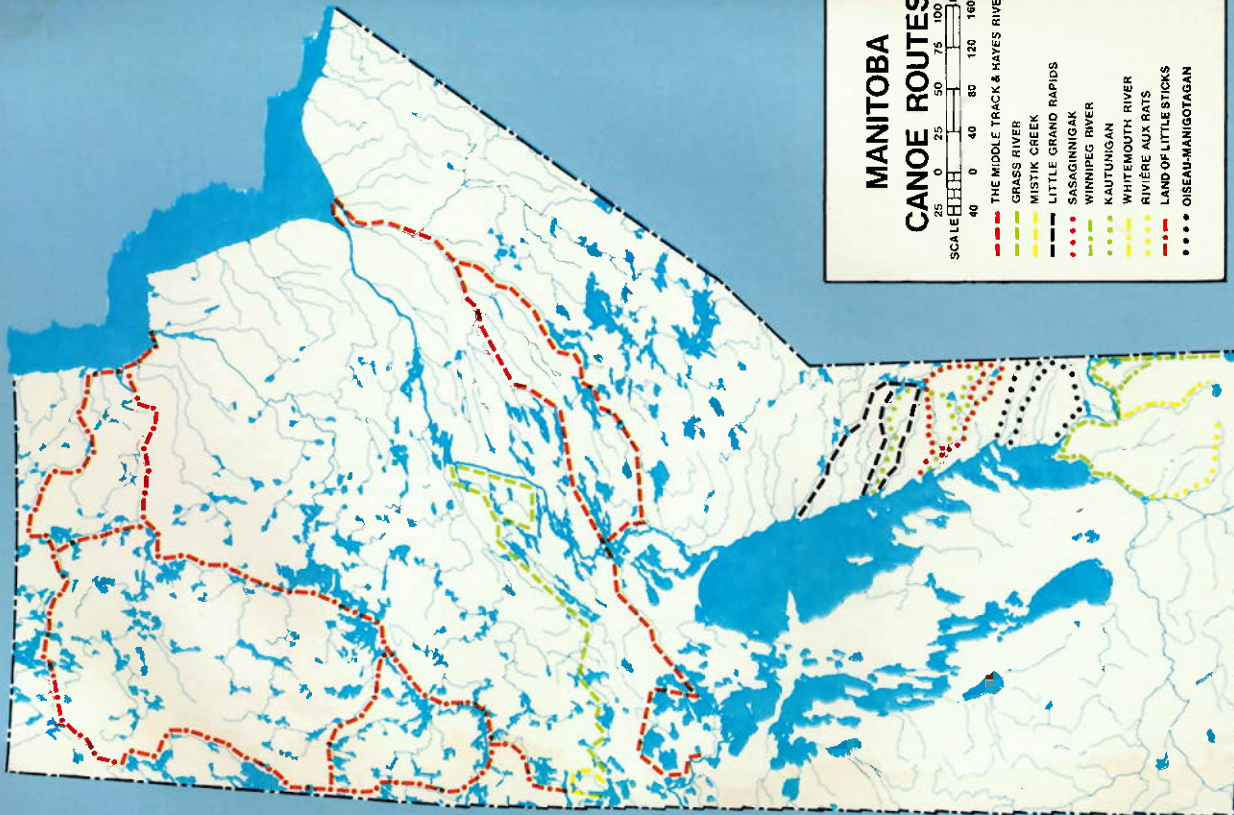 MANITOBA
CANOE ROUTES
SCALE
25 0 25 50 75 100
40 0 40 80 120 160
THE MIDDLE TRACK & HAYES RIVE
GRASS RIVER
MISTIK CREEK
LITTLE GRAND RAPIDS
SASAGINNIGAK
WINNIPEG RIVER
KAUTUNIGAN
WHITEMOUTH RIVER
RIVIÈRE AUX RATS
LAND OF LITTLE STICKS
OISEAU-MANIGOTAGAN